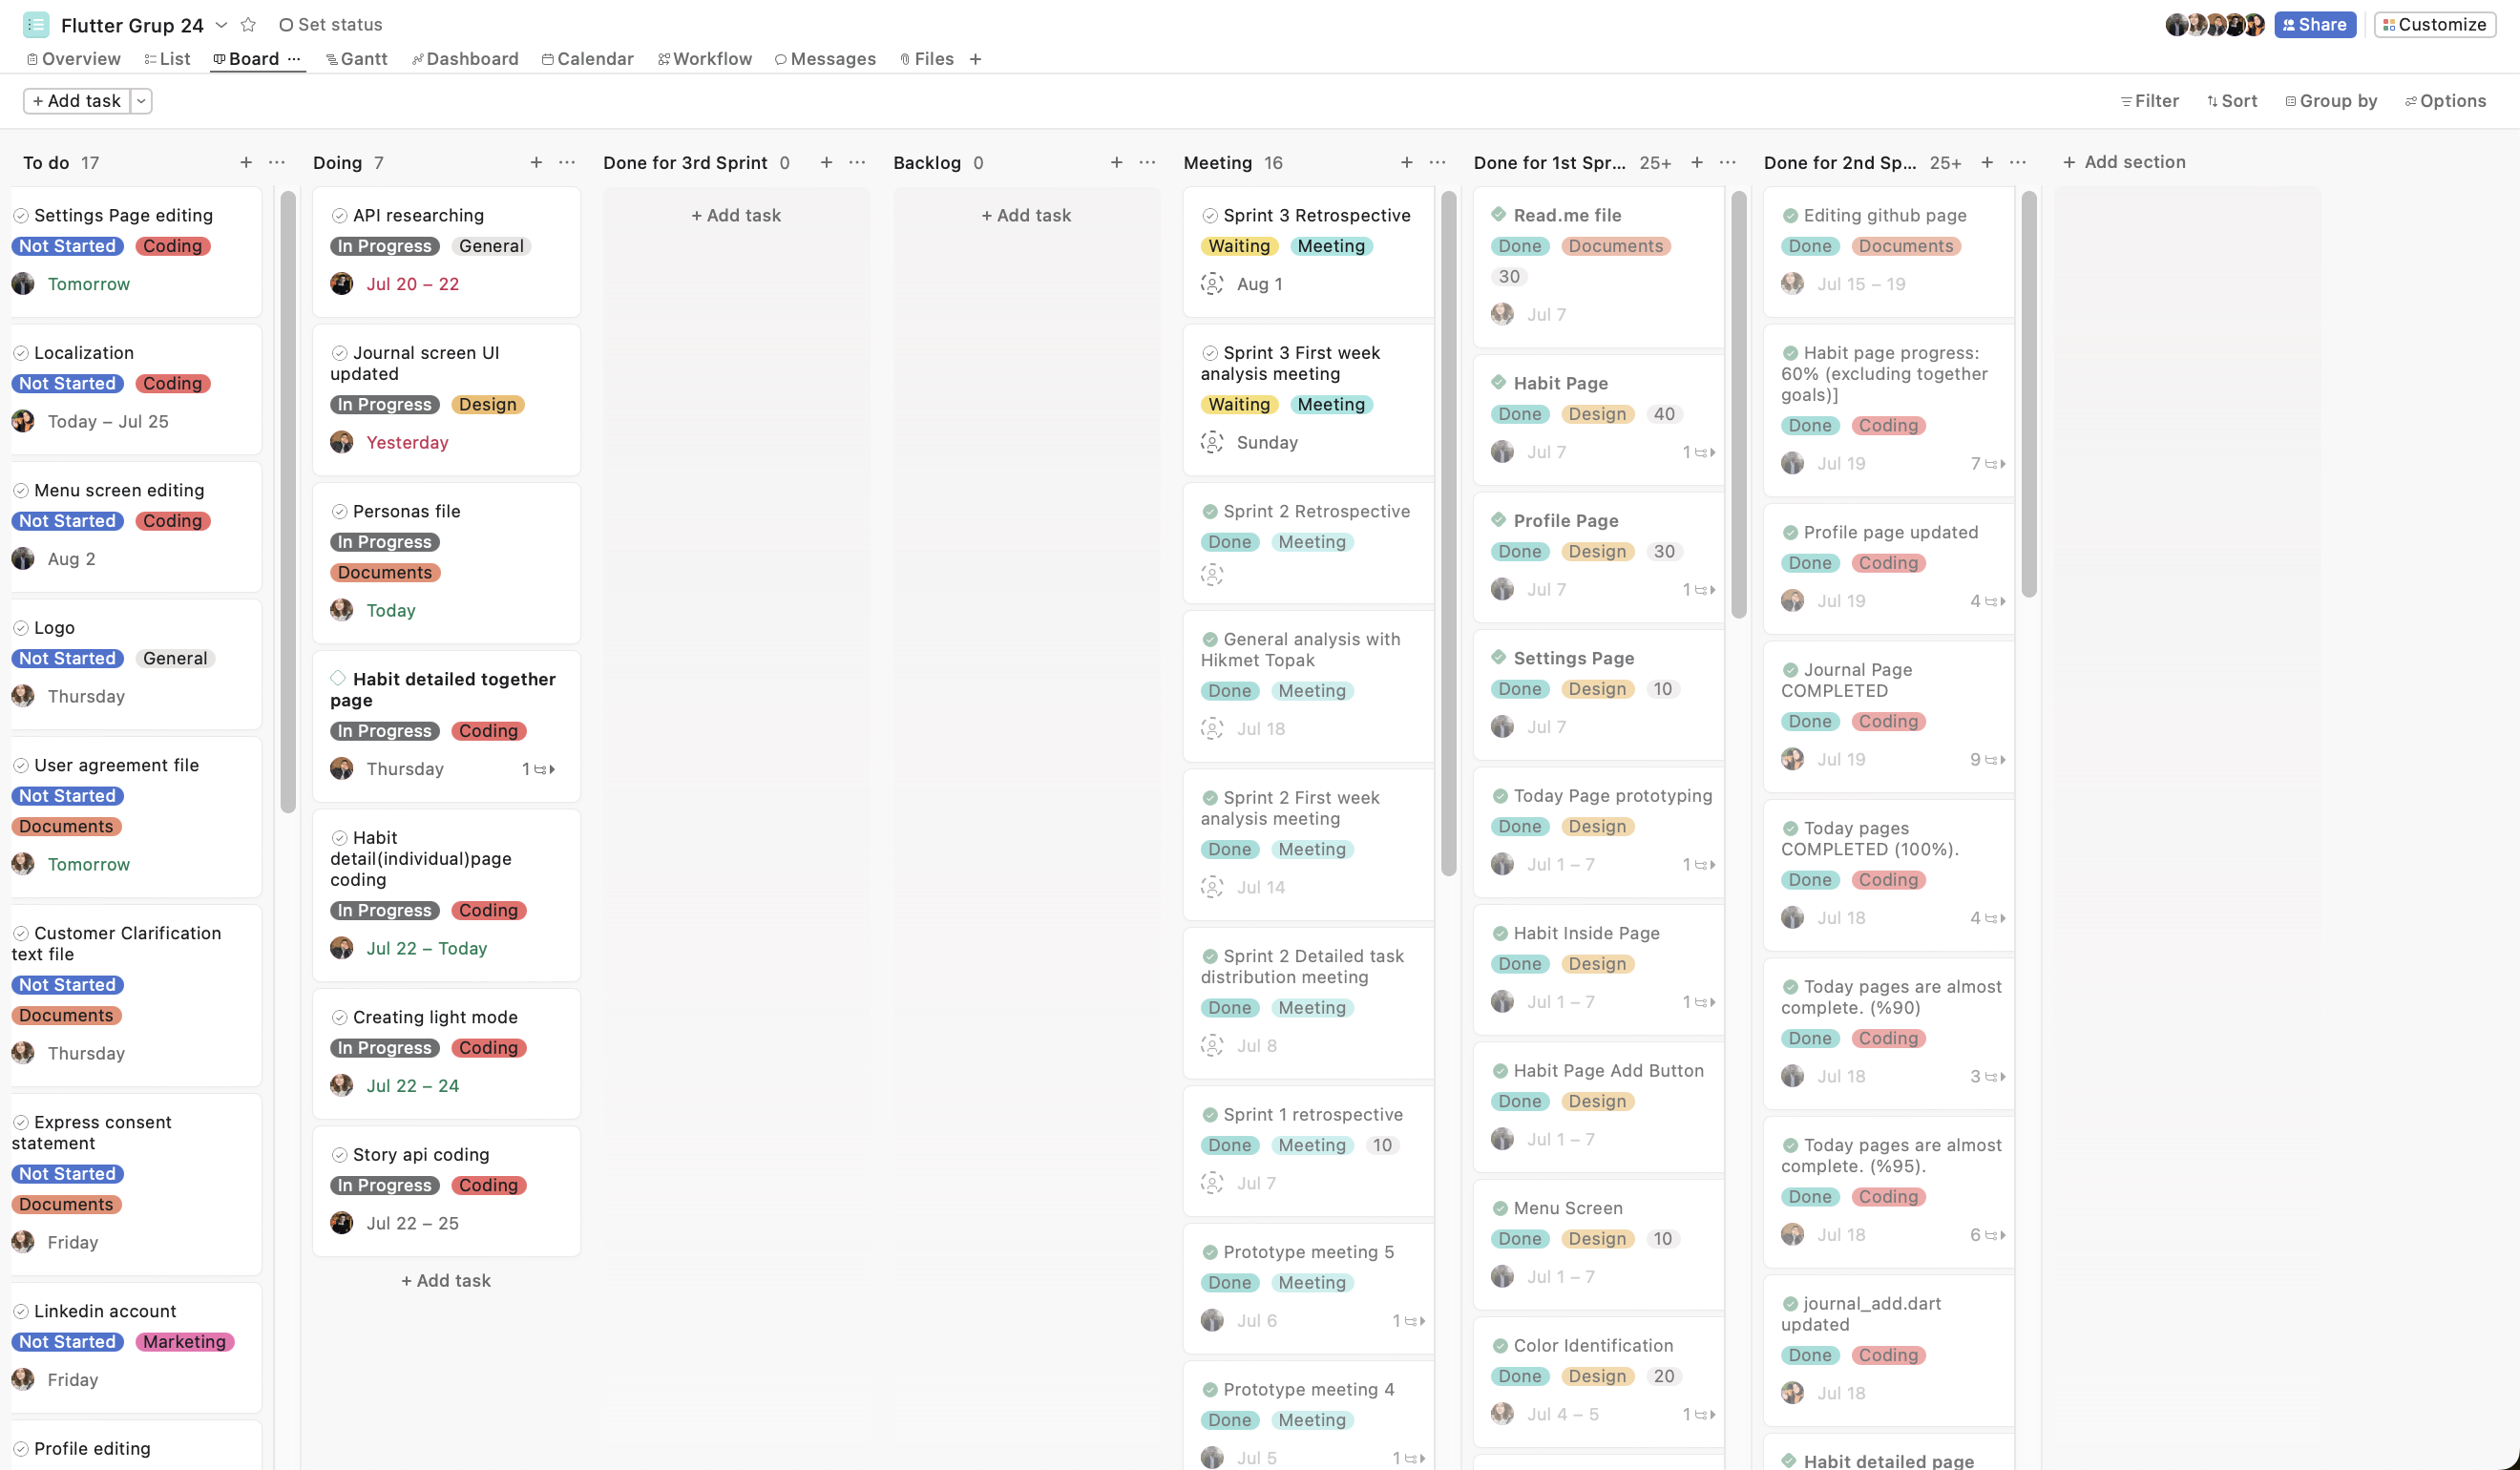 Flutter Grup 24
Set status
Share
Customize
Overview
List
Board
Gantt
Dashboard
Calendar
Workflow
Messages
Files
+ Add task
Filter
Sort
Group by
Options
To do 17
Settings Page editing
Not Started Coding
Tomorrow
Localization
Not Started Coding
Today – Jul 25
Menu screen editing
Not Started Coding
Aug 2
Logo
Not Started General
Thursday
User agreement file
Not Started
Documents
Tomorrow
Customer Clarification
text file
Not Started
Documents
Thursday
Express consent
statement
Not Started
Documents
Friday
Linkedin account
Not Started Marketing
Friday
Profile editing
Doing 7
API researching
In Progress General
Jul 20 – 22
Journal screen UI
updated
In Progress Design
Yesterday
Personas file
In Progress
Documents
Today
Habit detailed together
page
In Progress Coding
Thursday 1
Habit
detail(individual)page
coding
In Progress Coding
Jul 22 – Today
Creating light mode
In Progress Coding
Jul 22 – 24
Story api coding
In Progress Coding
Jul 22 – 25
+ Add task
Done for 3rd Sprint 0
+ Add task
Backlog 0
+ Add task
Meeting 16
Sprint 3 Retrospective
Waiting Meeting
Aug 1
Sprint 3 First week
analysis meeting
Waiting Meeting
Sunday
Sprint 2 Retrospective
Done Meeting
General analysis with
Hikmet Topak
Done Meeting
Jul 18
Sprint 2 First week
analysis meeting
Done Meeting
Jul 14
Sprint 2 Detailed task
distribution meeting
Done Meeting
Jul 8
Sprint 1 retrospective
Done Meeting 10
Jul 7
Prototype meeting 5
Done Meeting
Jul 6 1
Prototype meeting 4
Done Meeting
Jul 5 1
Done for 1st Spr... 25+
Read.me file
Done Documents
30
Jul 7
Habit Page
Done Design 40
Jul 7 1
Profile Page
Done Design 30
Jul 7 1
Settings Page
Done Design 10
Jul 7
Today Page prototyping
Done Design
Jul 1 – 7 1
Habit Inside Page
Done Design
Jul 1 – 7 1
Habit Page Add Button
Done Design
Jul 1 – 7
Menu Screen
Done Design 10
Jul 1 – 7
Color Identification
Done Design 20
Jul 4 – 5 1
Done for 2nd Sp... 25+
Editing github page
Done Documents
Jul 15 – 19
Habit page progress:
60% (excluding together
goals)]
Done Coding
Jul 19 7
Profile page updated
Done Coding
Jul 19 4
Journal Page
COMPLETED
Done Coding
Jul 19 9
Today pages
COMPLETED (100%).
Done Coding
Jul 18 4
Today pages are almost
complete. (%90)
Done Coding
Jul 18 3
Today pages are almost
complete. (%95).
Done Coding
Jul 18 6
journal_add.dart
updated
Done Coding
Jul 18
Habit detailed page
+ Add section